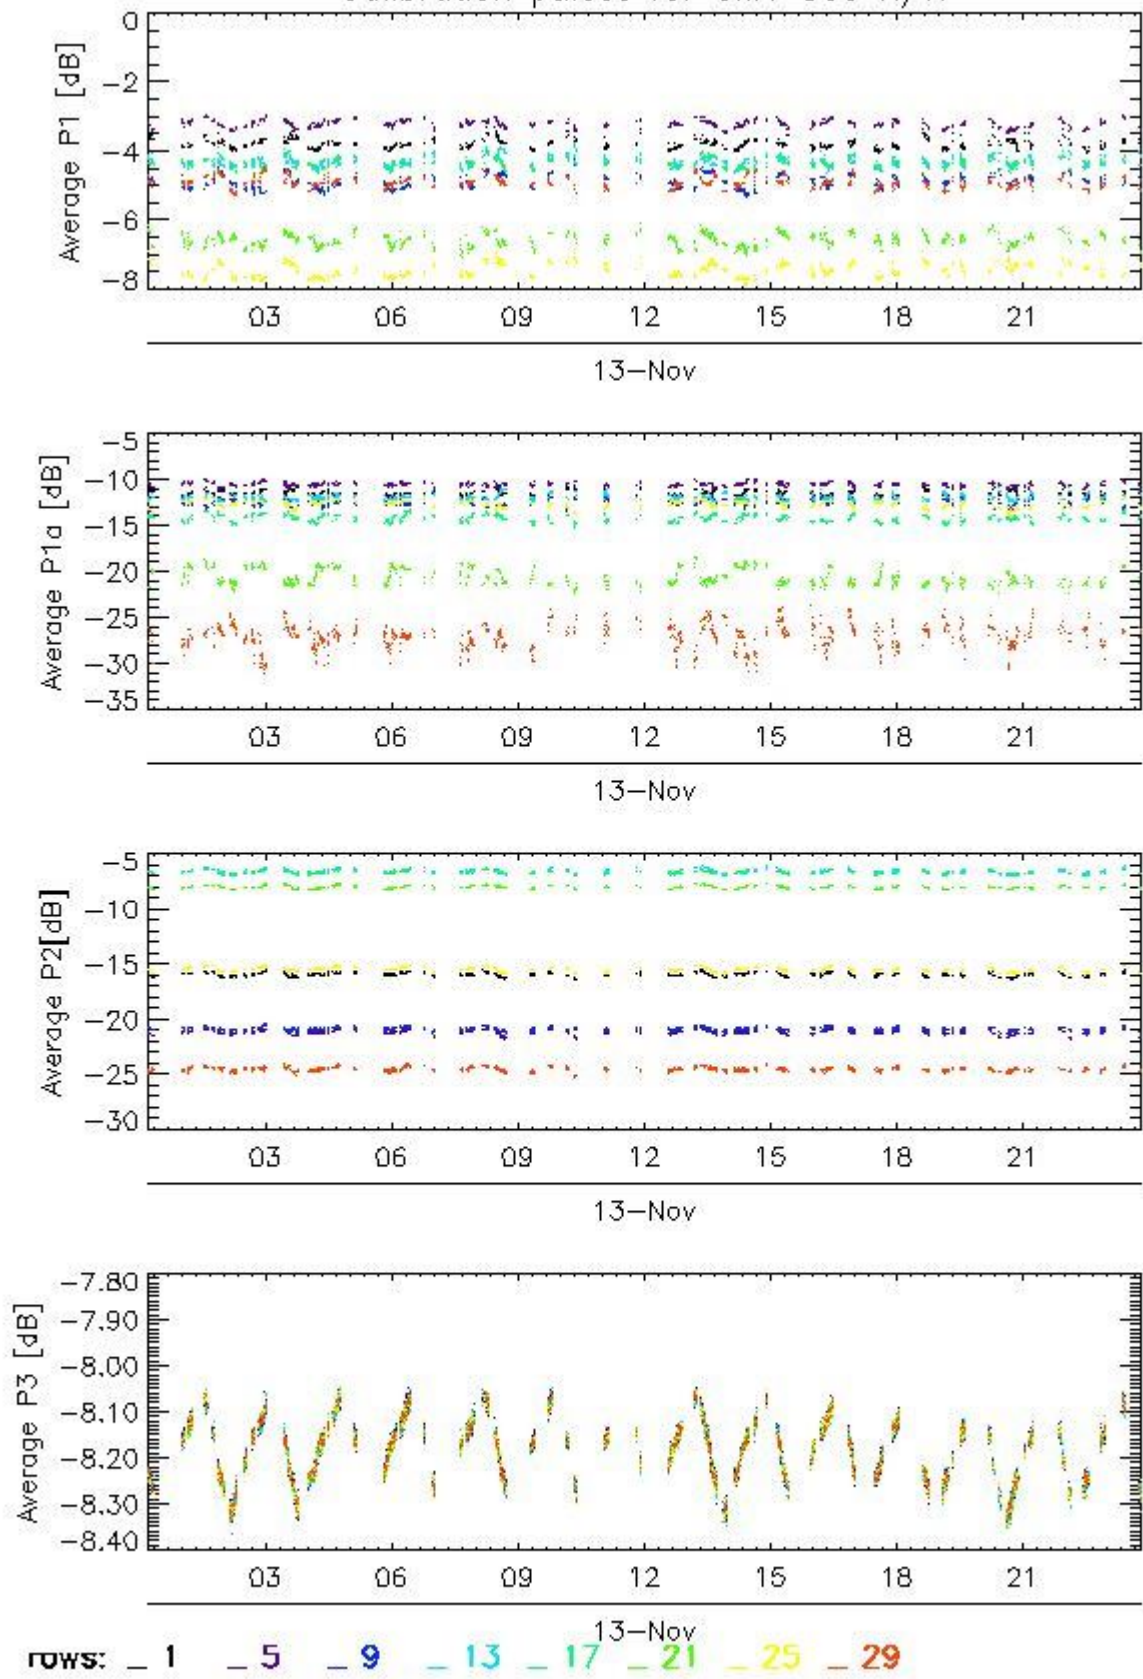 0
-2
-4
-6
-8
Average P1 [dB]
03 06 09 12 15 18 21
13-Nov
-5
-10
-15
-20
-25
-30
-35
Average P1a [dB]
03 06 09 12 15 18 21
13-Nov
-5
-10
-15
-20
-25
-30
Average P2[dB]
03 06 09 12 15 18 21
13-Nov
-7.80
-7.90
-8.00
-8.10
-8.20
-8.30
-8.40
Average P3 [dB]
03 06 09 12 15 18 21
13-Nov
rows: _ 1 _ 5 _ 9 _ 13 _ 17 _ 21 _ 25 _ 29